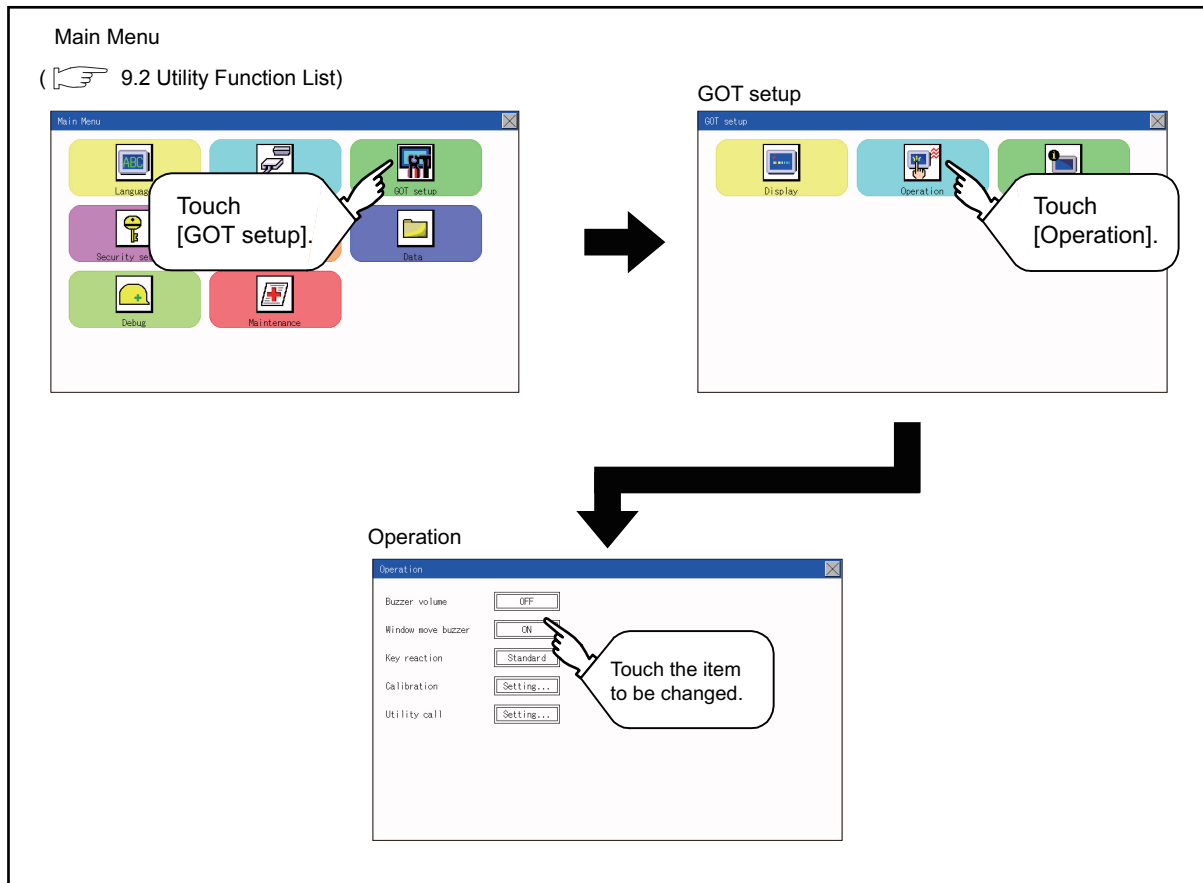 Main Menu
( 9.2 Utility Function List)
Main Menu
ABC
GOT setup
Security se
Data
Debug
Maintenance
Touch
[GOT setup].
GOT setup
GOT setup
Display
Operation
Touch
[Operation].
Operation
Operation
Buzzer volume OFF
Window move buzzer ON
Key reaction Standard
Calibration Setting...
Utility call Setting...
Touch the item
to be changed.